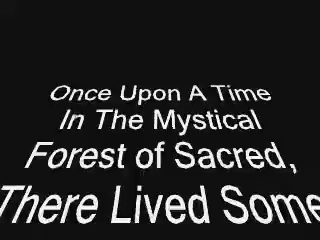 Once Upon A Time
In The Mystical
Forest of Sacred,
There Lived Some